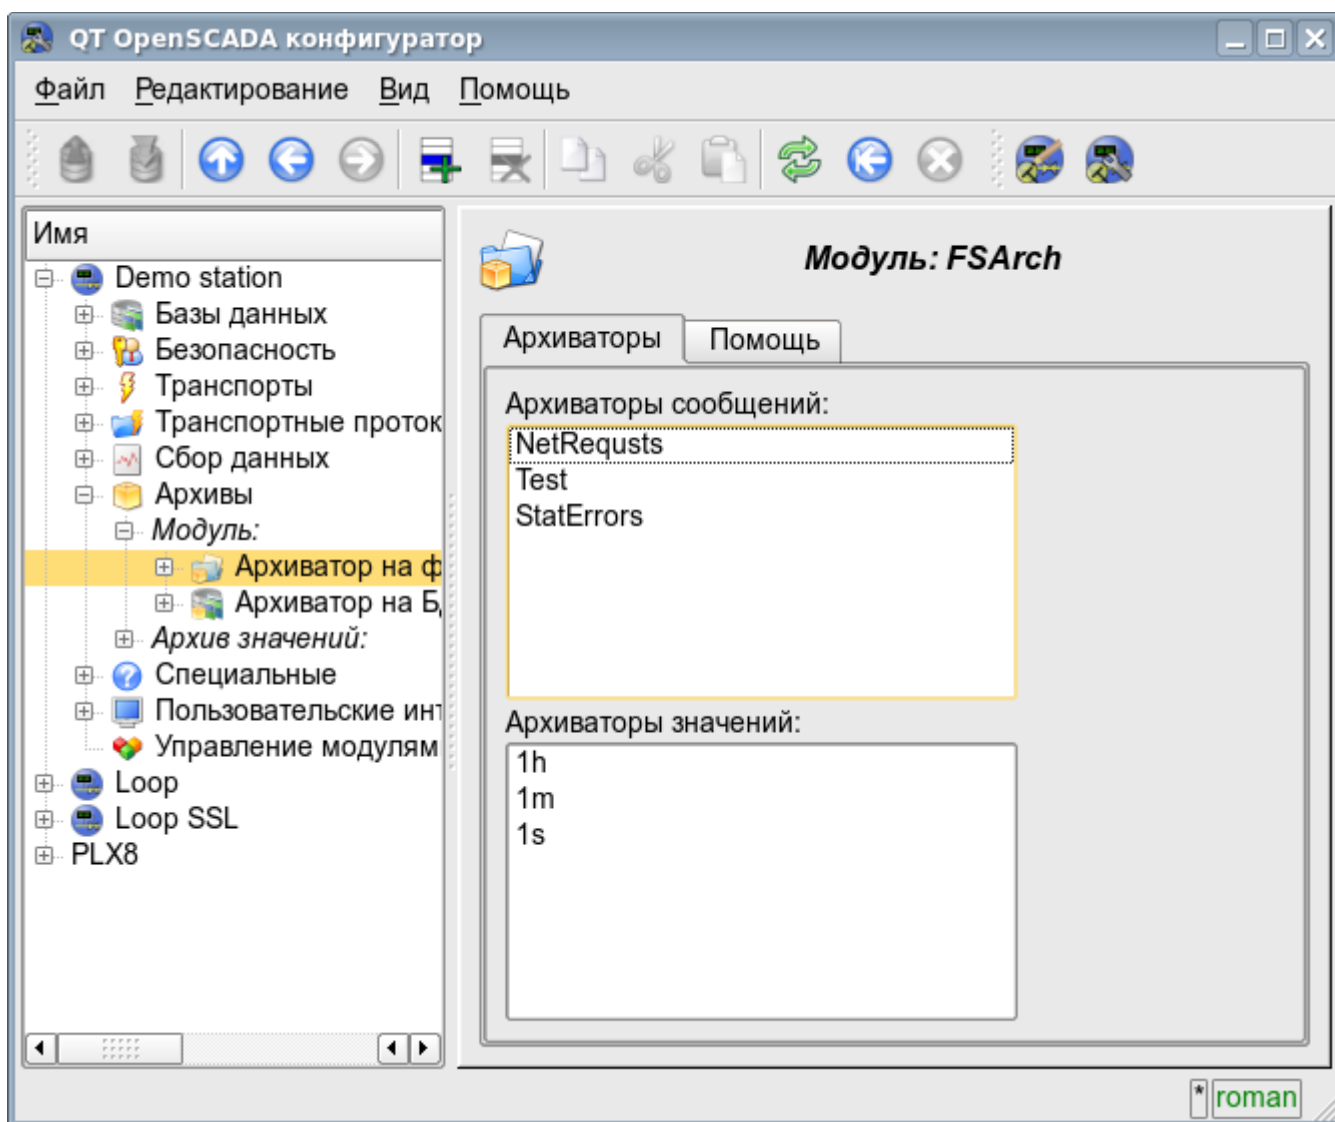 QT OpenSCADA конфигуратор
Файл Редактирование Вид Помощь
Имя
Demo station
Базы данных
Безопасность
Транспорты
Транспортные проток
Сбор данных
Архивы
Модуль:
Архиватор на ф
Архиватор на Б
Архив значений:
Специальные
Пользовательские инт
Управление модулям
Loop
Loop SSL
PLX8
Модуль: FSArch
Архиваторы Помощь
Архиваторы сообщений:
NetRequsts
Test
StatErrors
Архиваторы значений:
1h
1m
1s
* roman